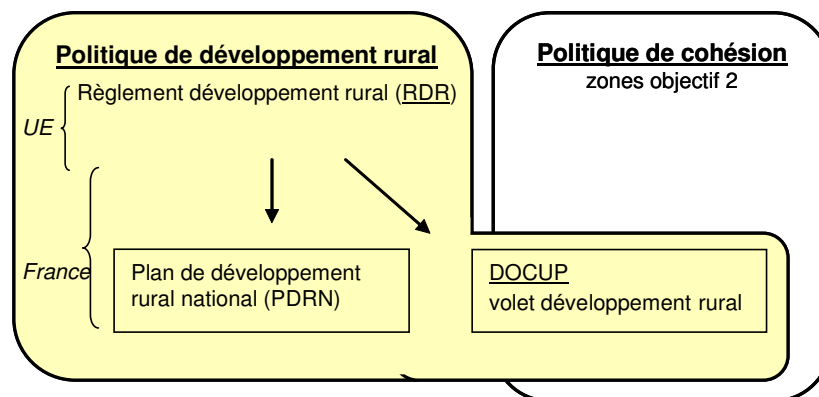 Politique de développement rural
Règlement développement rural (RDR)
UE
France
Plan de développement
rural national (PDRN)
Politique de cohésion
zones objectif 2
DOCUP
volet développement rural